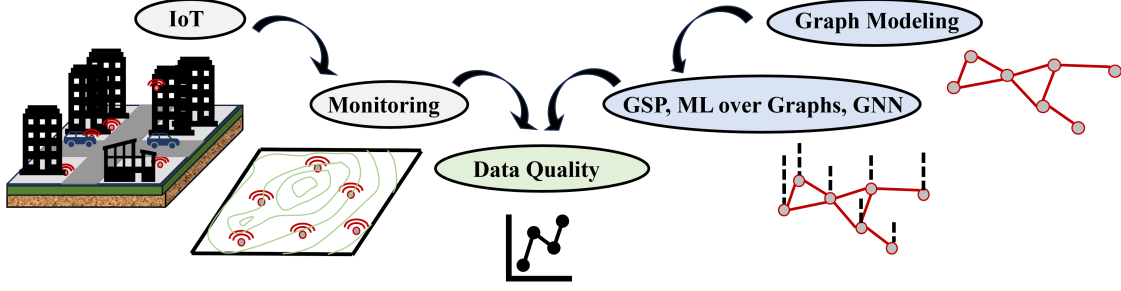 IoT
Graph Modeling
Monitoring
GSP, ML over Graphs, GNN
Data Quality